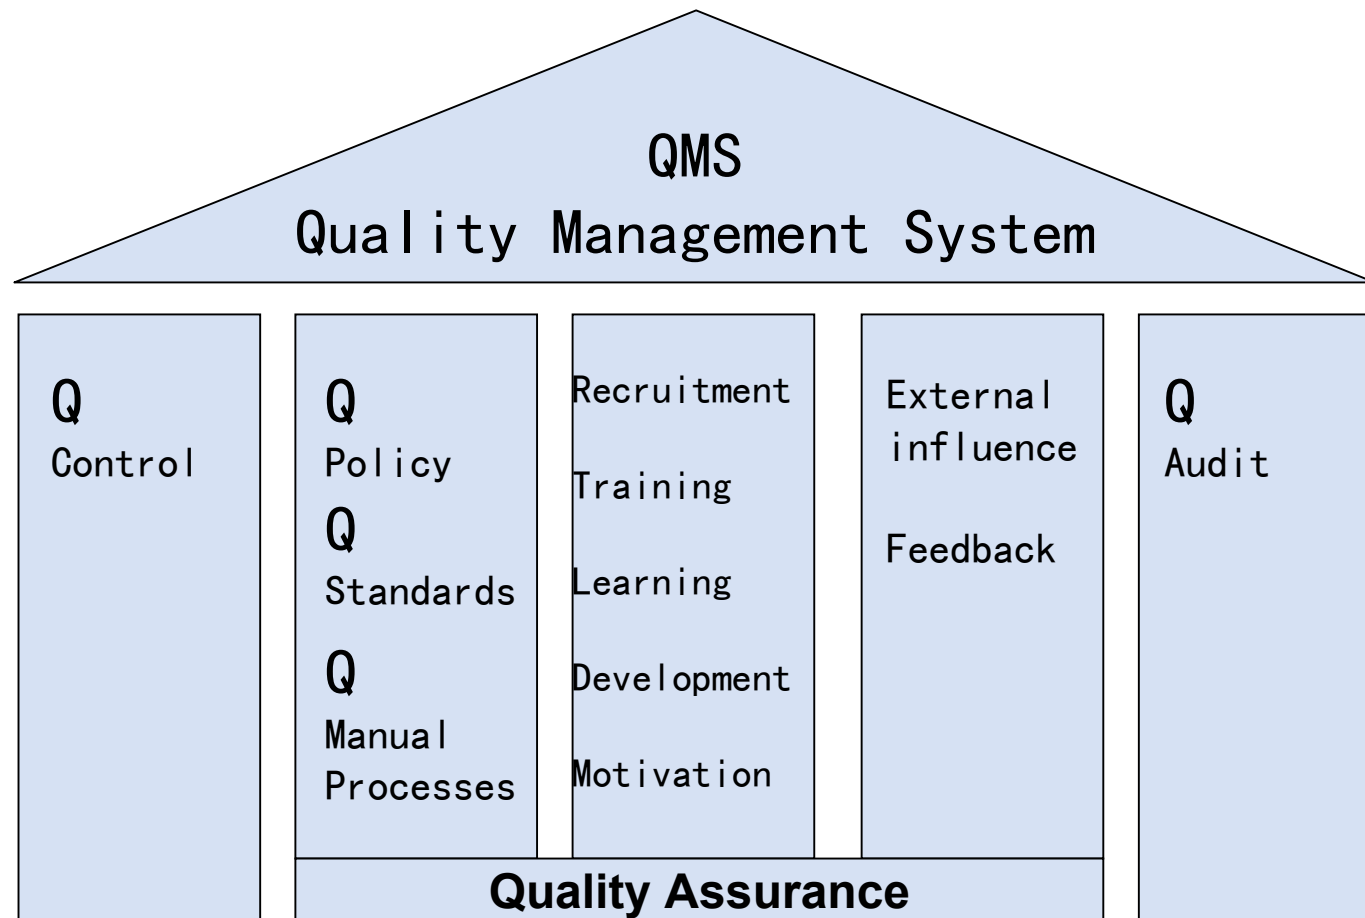 QMS
Quality Management System
Q
Control
Q
Policy
Q
Standards
Q
Manual
Processes
Recruitment
Training
Learning
Development
Motivation
External
influence
Feedback
Q
Audit
Quality Assurance